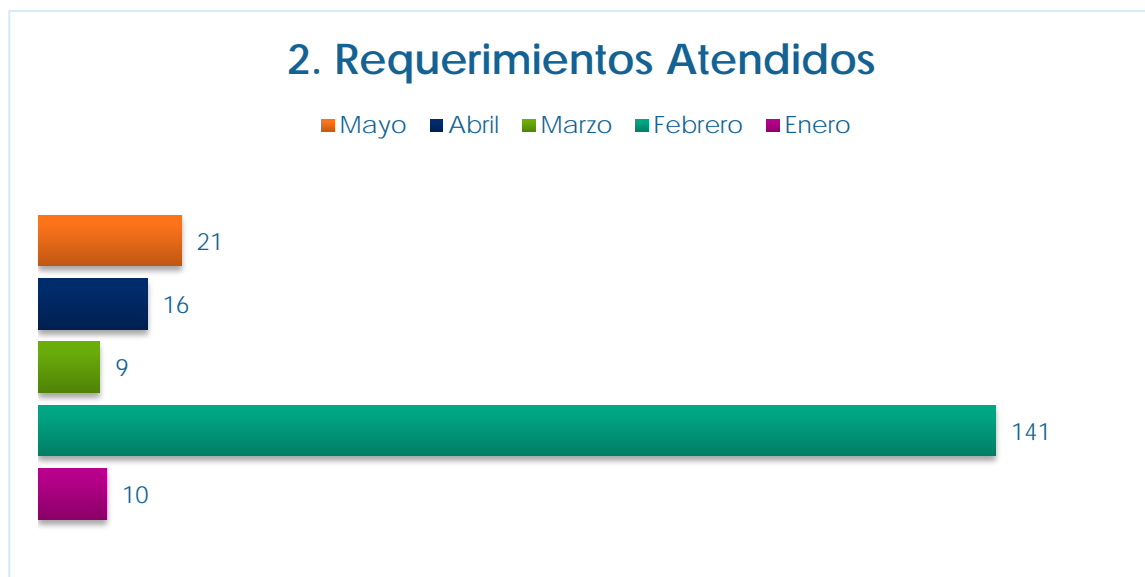 2. Requerimientos Atendidos
Mayo Abril Marzo Febrero Enero
21
16
9
141
10